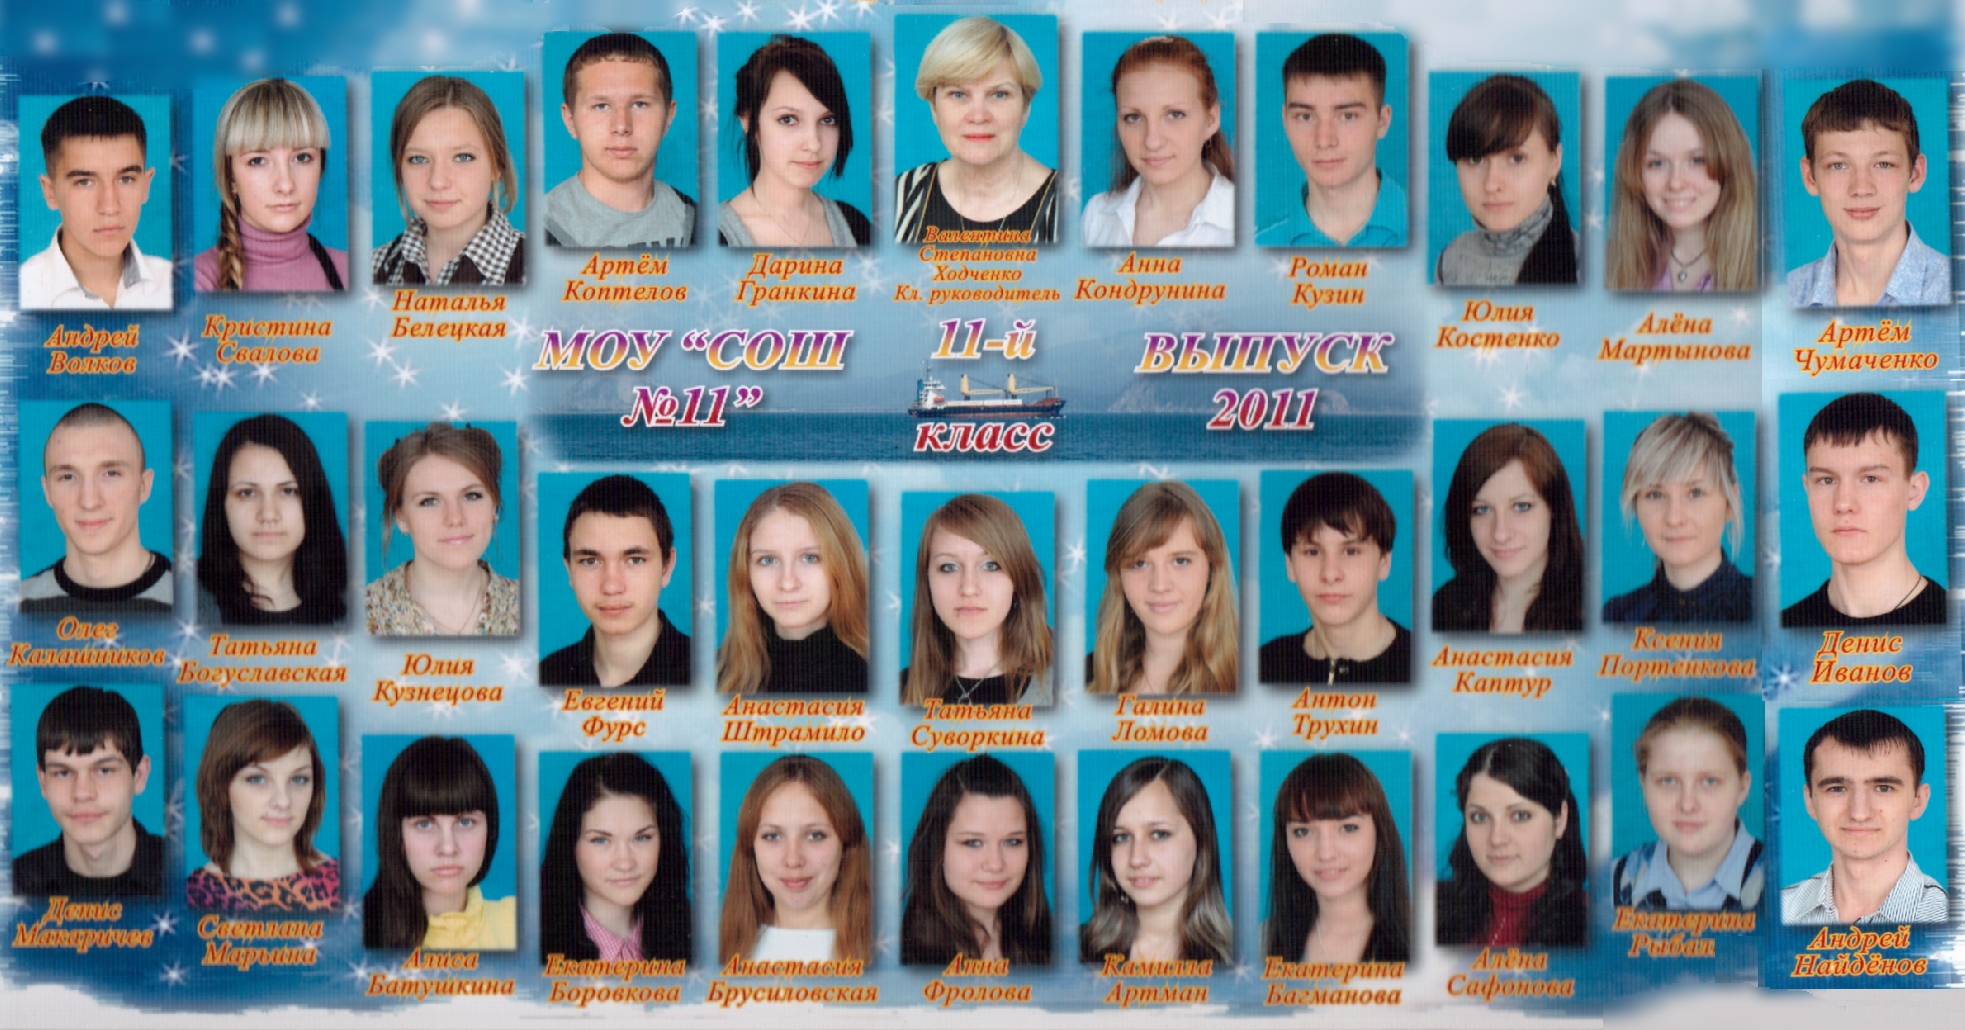 Андрей
Волков
Кристина
Свалова
Наталья
Белецкая
Артём
Коптелов
Дарина
Гранкина
Валентина
Степановна
Ходченко
Кл. руководитель
Анна
Кондрунина
Роман
Кузин
Юлия
Костенко
Алёна
Мартынова
Артём
Чумаченко
МОУ “СОШ
№11”
11-й
класс
ВЫПУСК
2011
Олег
Калашников
Татьяна
Богуславская
Юлия
Кузнецова
Евгений
Фурс
Анастасия
Штрамило
Татьяна
Суворкина
Галина
Ломова
Антон
Трухин
Анастасия
Каптур
Ксения
Портенкова
Денис
Иванов
Денис
Макаричев
Светлана
Марьина
Алиса
Батушкина
Екатерина
Боровкова
Анастасия
Брусиловская
Анна
Фролова
Камилла
Артман
Екатерина
Багманова
Алёна
Сафонова
Екатерина
Рыбак
Андрей
Найдёнов